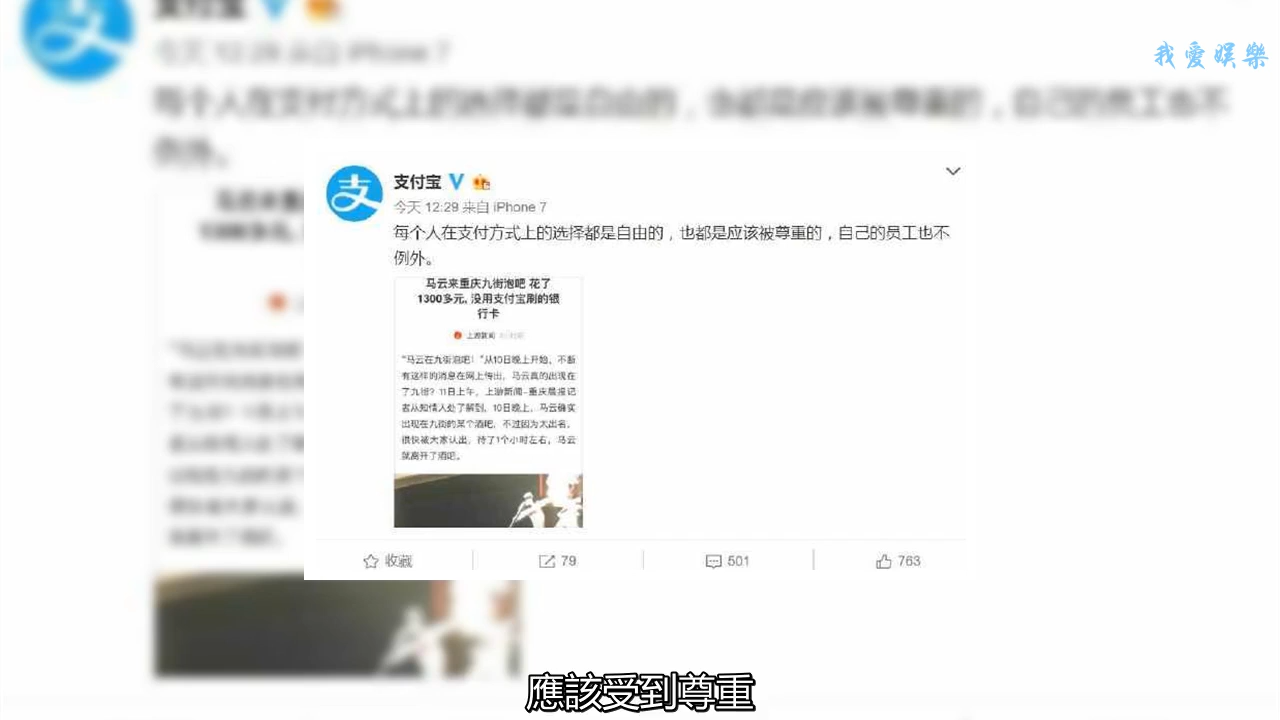 我愛娱樂
支付宝
今天 12:29 来自 iPhone 7
每个人在支付方式上的选择都是自由的，也都是应该被尊重的，自己的员工也不
例外。
马云来重庆九街泡吧 花了
1300多元, 没用支付宝刷的银
行卡
上游新闻
“马云在九街泡吧！”从10日晚上开始，不断
有这样的消息在网上传出，马云真的出现在
了九街？11日上午，上游新闻-重庆晨报记
者从知情人处了解到，10日晚上，马云确实
出现在九街的某个酒吧，不过因为太出名，
很快被大家认出，待了1个小时左右，马云
就离开了酒吧。
收藏
79
501
763
應該受到尊重